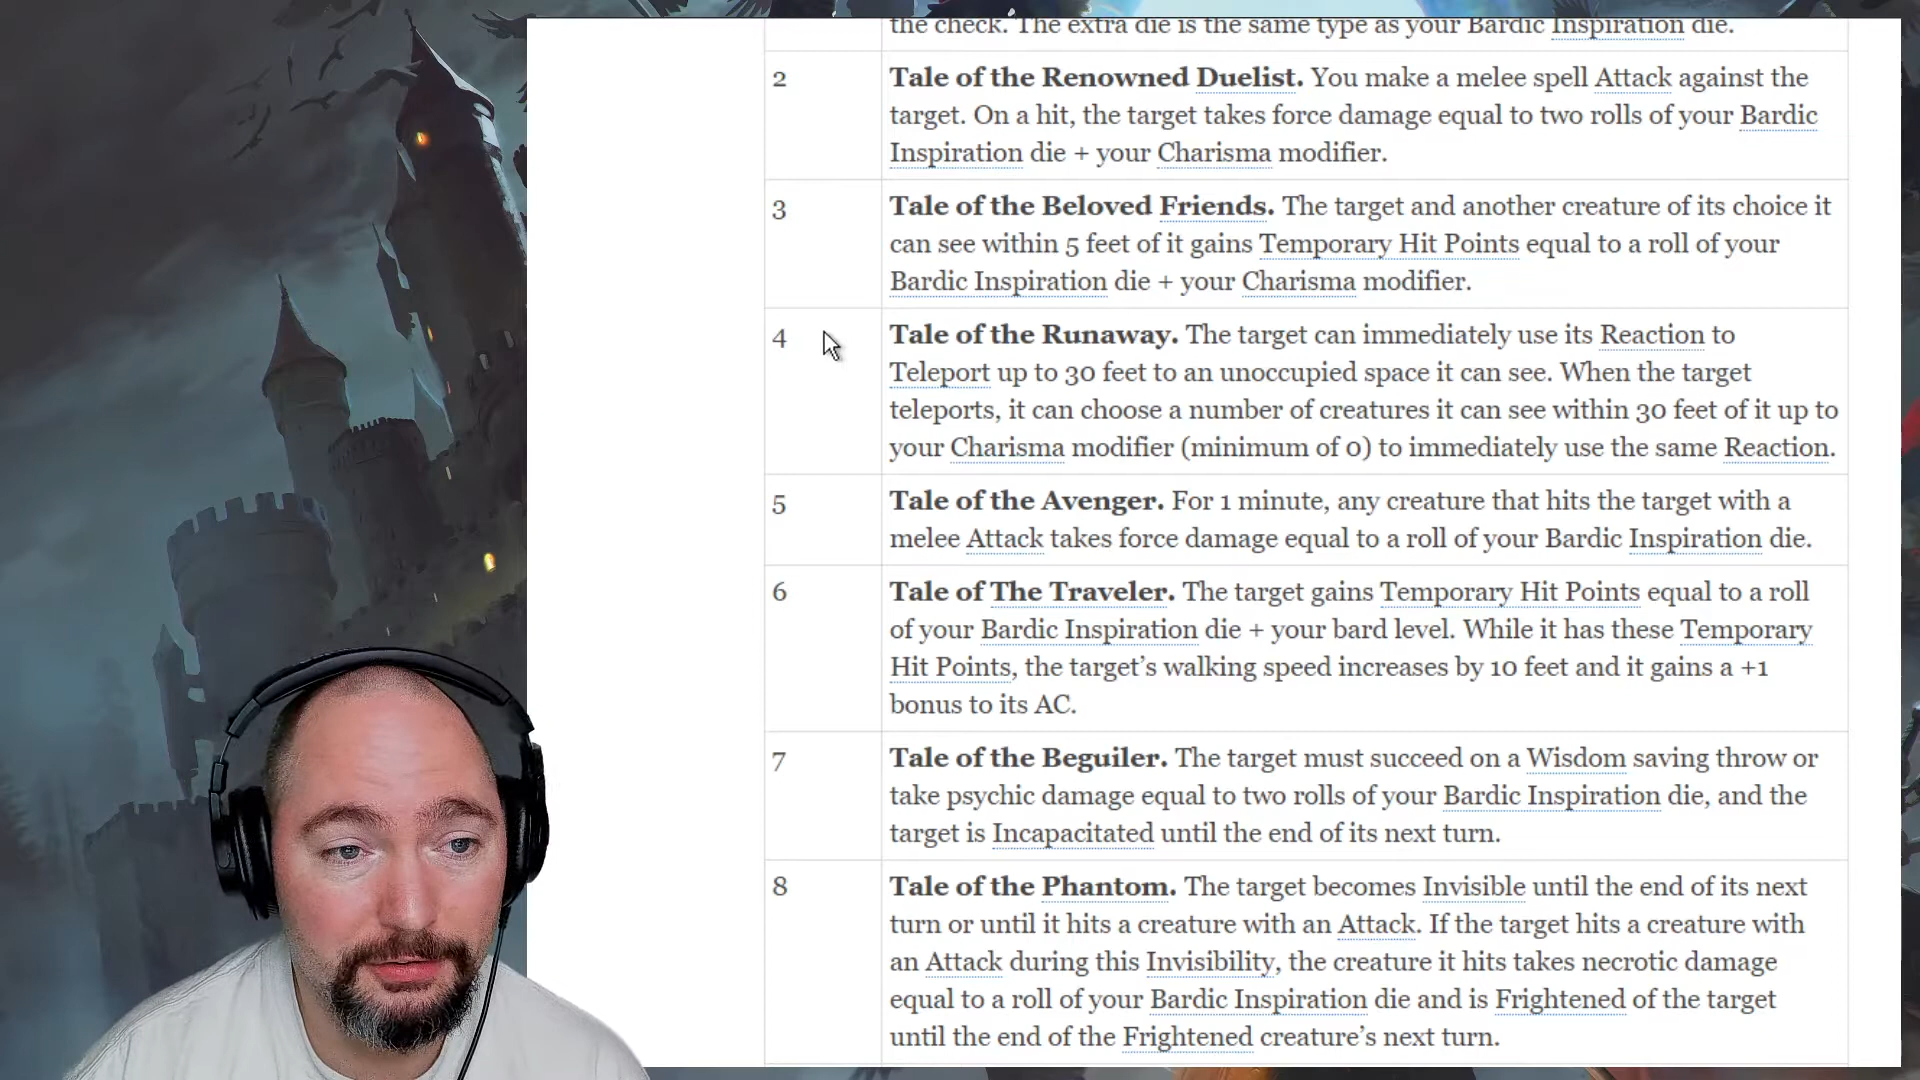 the check. The extra die is the same type as your Bardic Inspiration die.
2
Tale of the Renowned Duelist. You make a melee spell Attack against the
target. On a hit, the target takes force damage equal to two rolls of your Bardic
Inspiration die + your Charisma modifier.
3
Tale of the Beloved Friends. The target and another creature of its choice it
can see within 5 feet of it gains Temporary Hit Points equal to a roll of your
Bardic Inspiration die + your Charisma modifier.
4
Tale of the Runaway. The target can immediately use its Reaction to
Teleport up to 30 feet to an unoccupied space it can see. When the target
teleports, it can choose a number of creatures it can see within 30 feet of it up to
your Charisma modifier (minimum of 0) to immediately use the same Reaction.
5
Tale of the Avenger. For 1 minute, any creature that hits the target with a
melee Attack takes force damage equal to a roll of your Bardic Inspiration die.
6
Tale of The Traveler. The target gains Temporary Hit Points equal to a roll
of your Bardic Inspiration die + your bard level. While it has these Temporary
Hit Points, the target’s walking speed increases by 10 feet and it gains a +1
bonus to its AC.
7
Tale of the Beguiler. The target must succeed on a Wisdom saving throw or
take psychic damage equal to two rolls of your Bardic Inspiration die, and the
target is Incapacitated until the end of its next turn.
8
Tale of the Phantom. The target becomes Invisible until the end of its next
turn or until it hits a creature with an Attack. If the target hits a creature with
an Attack during this Invisibility, the creature it hits takes necrotic damage
equal to a roll of your Bardic Inspiration die and is Frightened of the target
until the end of the Frightened creature’s next turn.